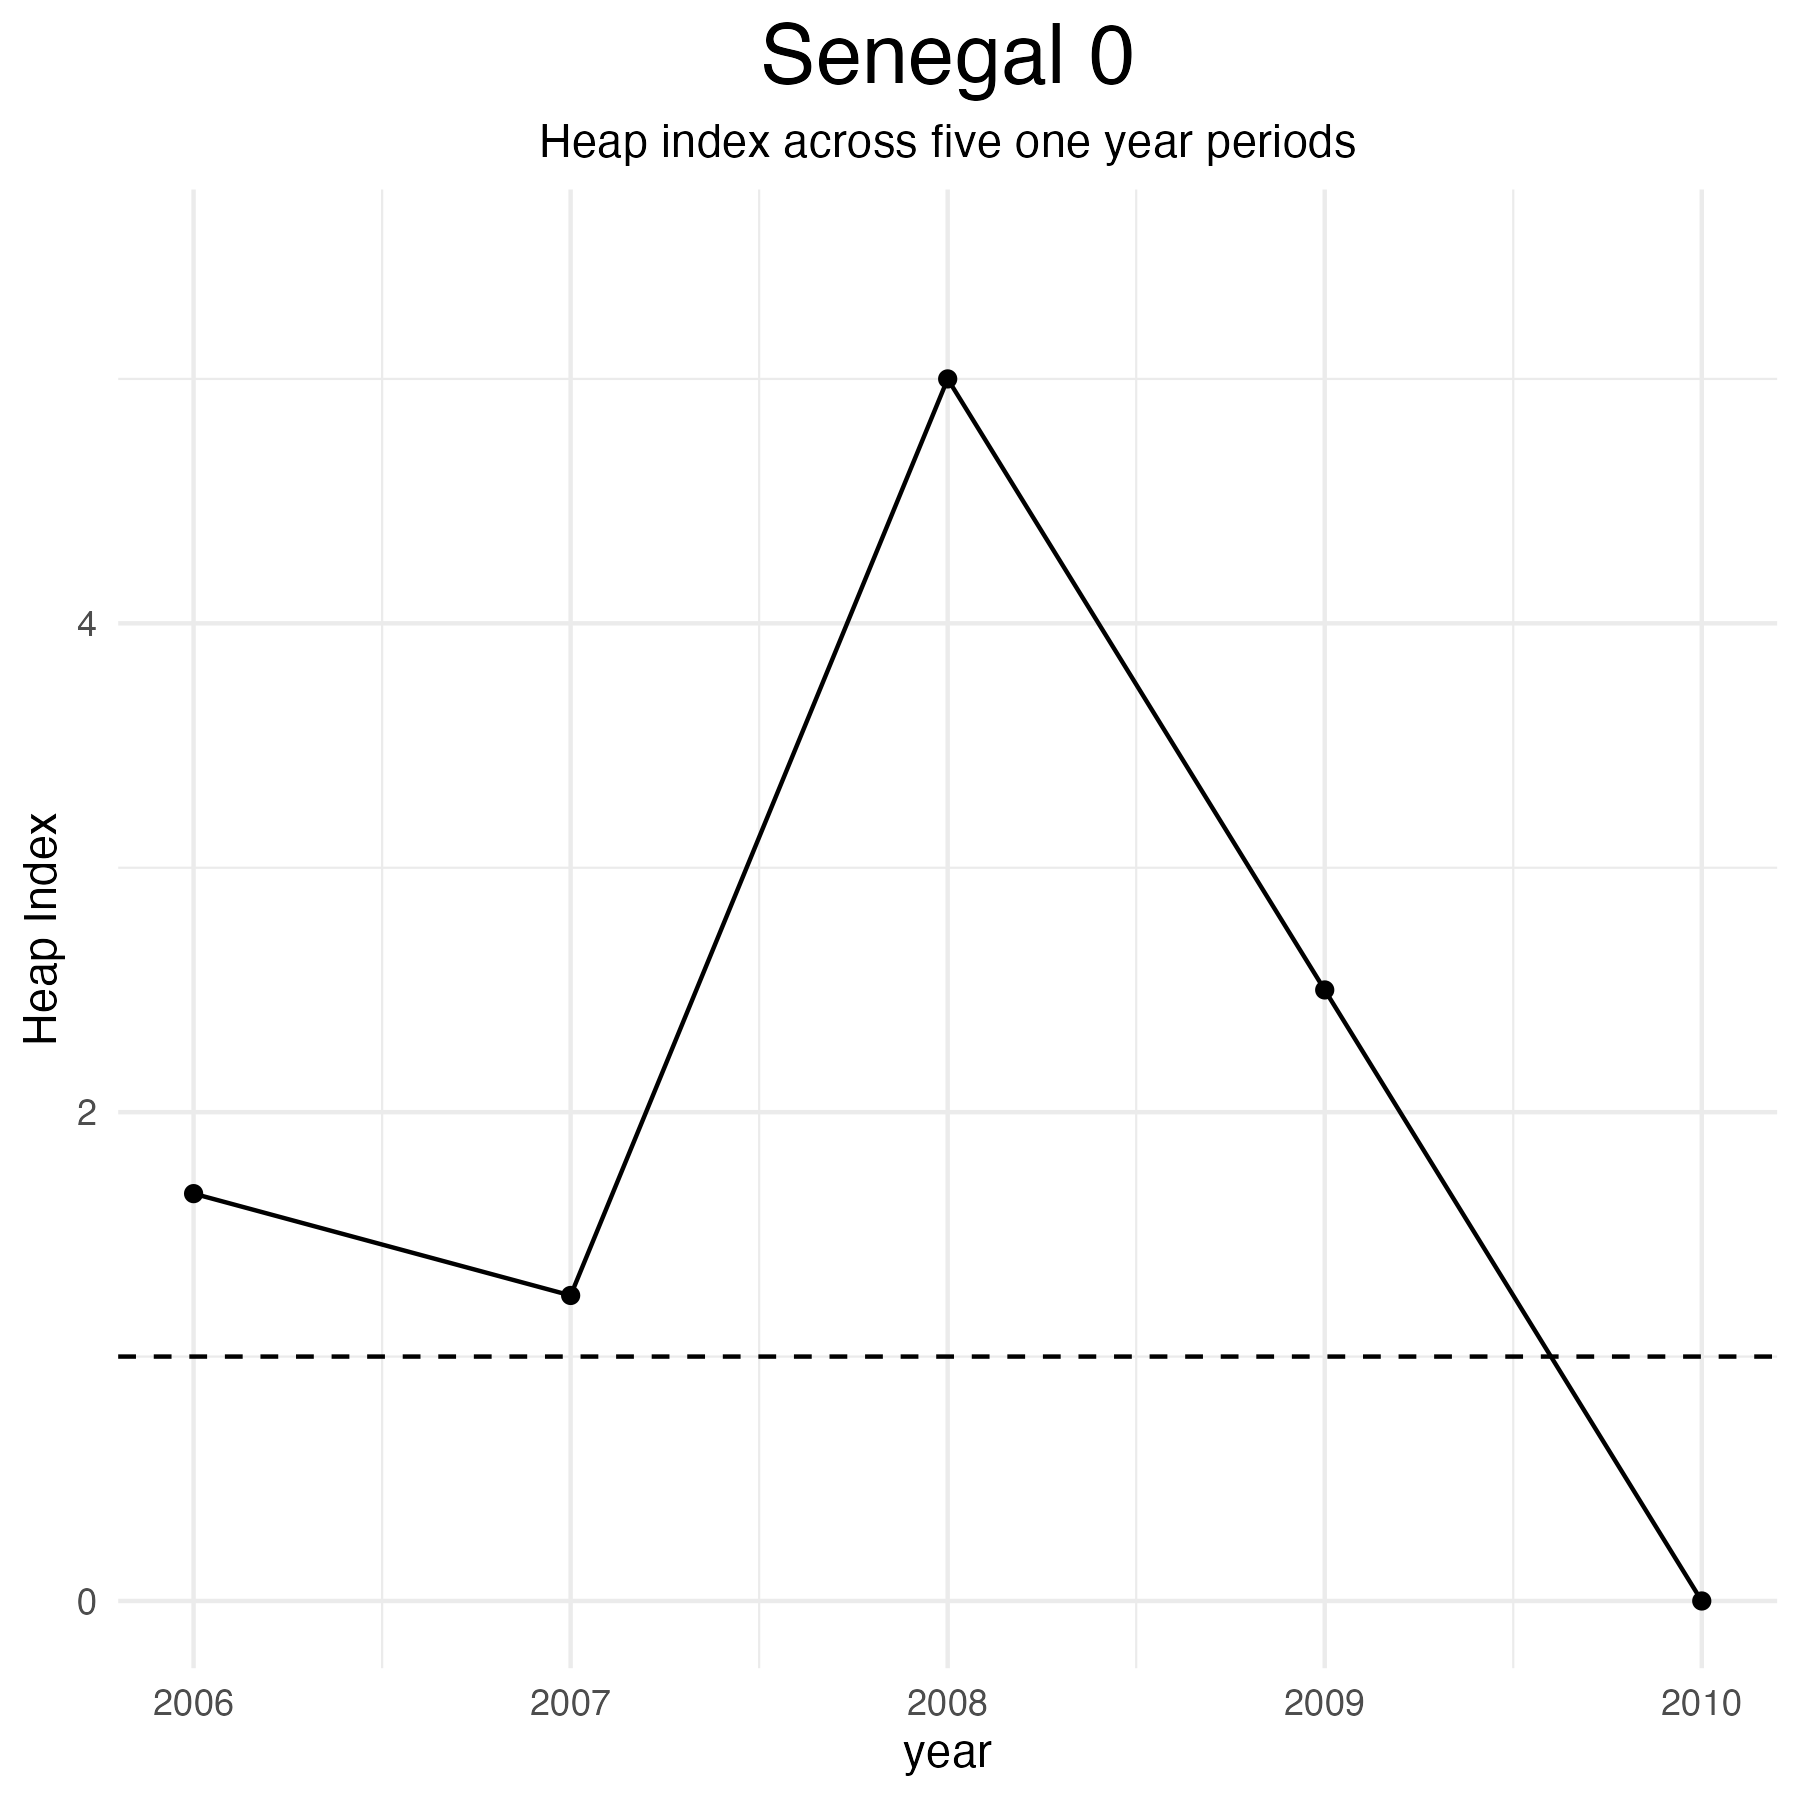 Senegal 0
Heap index across five one year periods
Heap Index
4
2
0
2006 2007 2008 2009 2010
year